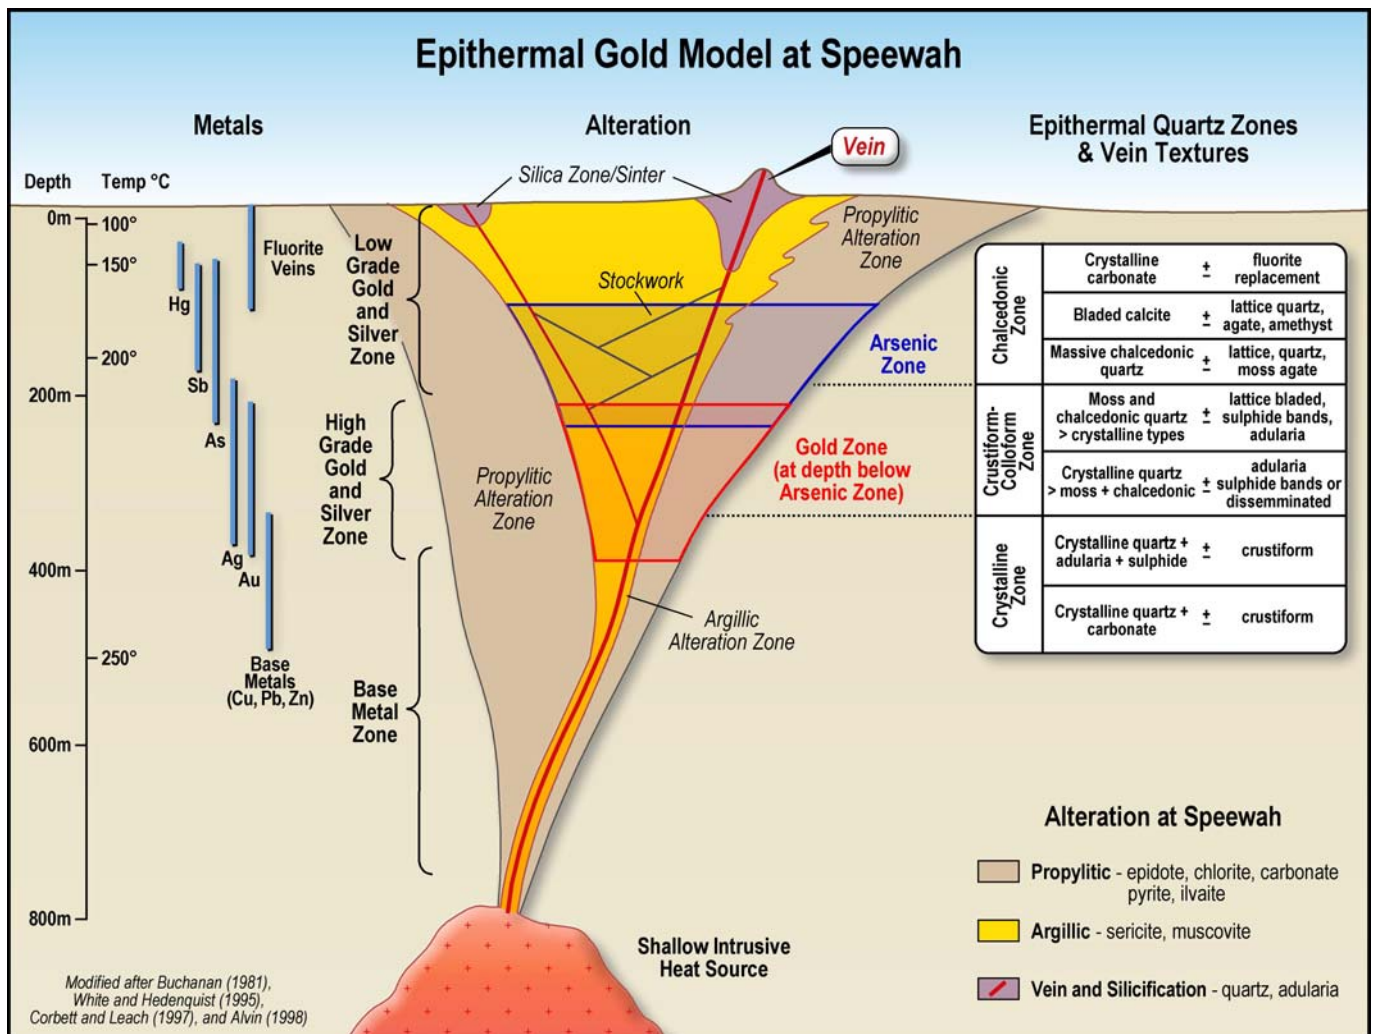 Epithermal Gold Model at Speewah
Metals
Alteration
Epithermal Quartz Zones
& Vein Textures
Vein
Depth
Temp °C
Silica Zone/Sinter
0m
100°
150°
200°
200m
400m
250°
600m
800m
Fluorite
Veins
Hg
Sb
As
Ag
Au
Base
Metals
(Cu, Pb, Zn)
Low
Grade
Gold
and
Silver
Zone
High
Grade
Gold
and
Silver
Zone
Base
Metal
Zone
Propylitic
Alteration
Zone
Stockwork
Propylitic
Alteration
Zone
Arsenic
Zone
Gold Zone
(at depth below
Arsenic Zone)
Argillic
Alteration Zone
Shallow Intrusive
Heat Source
Chalcedonic
Zone
Crystalline
carbonate
±
fluorite
replacement
Bladed calcite
±
lattice quartz,
agate, amethyst
Massive chalcedonic
quartz
±
lattice, quartz,
moss agate
Crustiform-
Colloform
Zone
Moss and
chalcedonic quartz
> crystalline types
±
lattice bladed,
sulphide bands,
adularia
Crystalline quartz
> moss + chalcedonic
±
adularia
sulphide bands or
dissemminated
Crystalline
Zone
Crystalline quartz +
adularia + sulphide
±
crustiform
Crystalline quartz +
carbonate
±
crustiform
Alteration at Speewah
Propylitic - epidote, chlorite, carbonate
pyrite, ilvaite
Argillic - sericite, muscovite
Vein and Silicification - quartz, adularia
Modified after Buchanan (1981),
White and Hedenquist (1995),
Corbett and Leach (1997), and Alvin (1998)